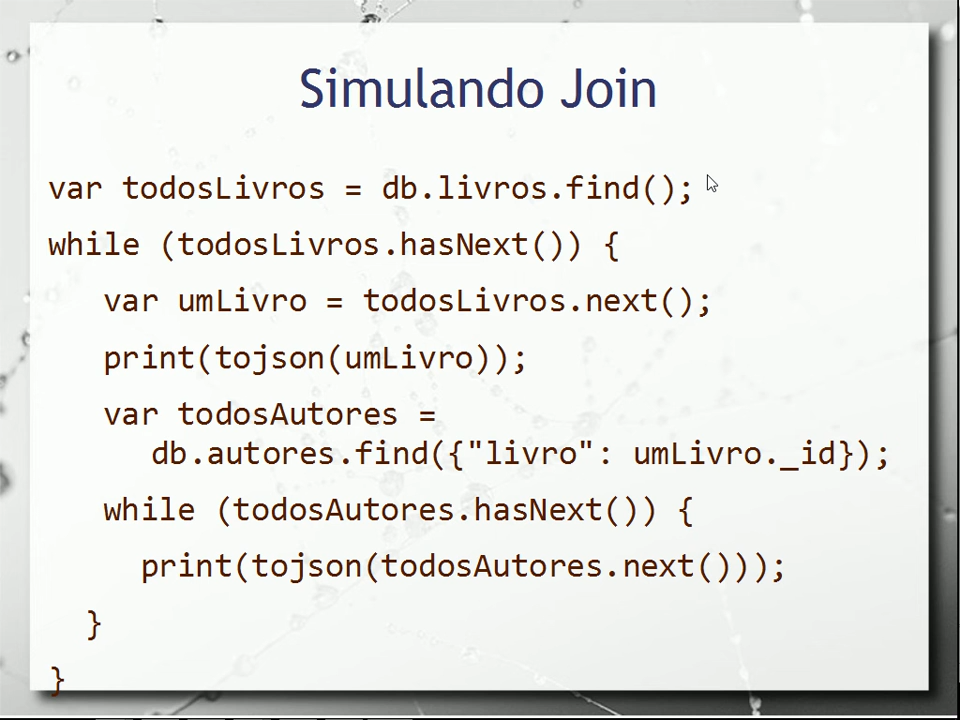 Simulando Join
var todosLivros = db.livros.find();
while (todosLivros.hasNext()) {
var umLivro = todosLivros.next();
print(tojson(umLivro));
var todosAutores =
db.autores.find({"livro": umLivro._id});
while (todosAutores.hasNext()) {
print(tojson(todosAutores.next()));
}
}